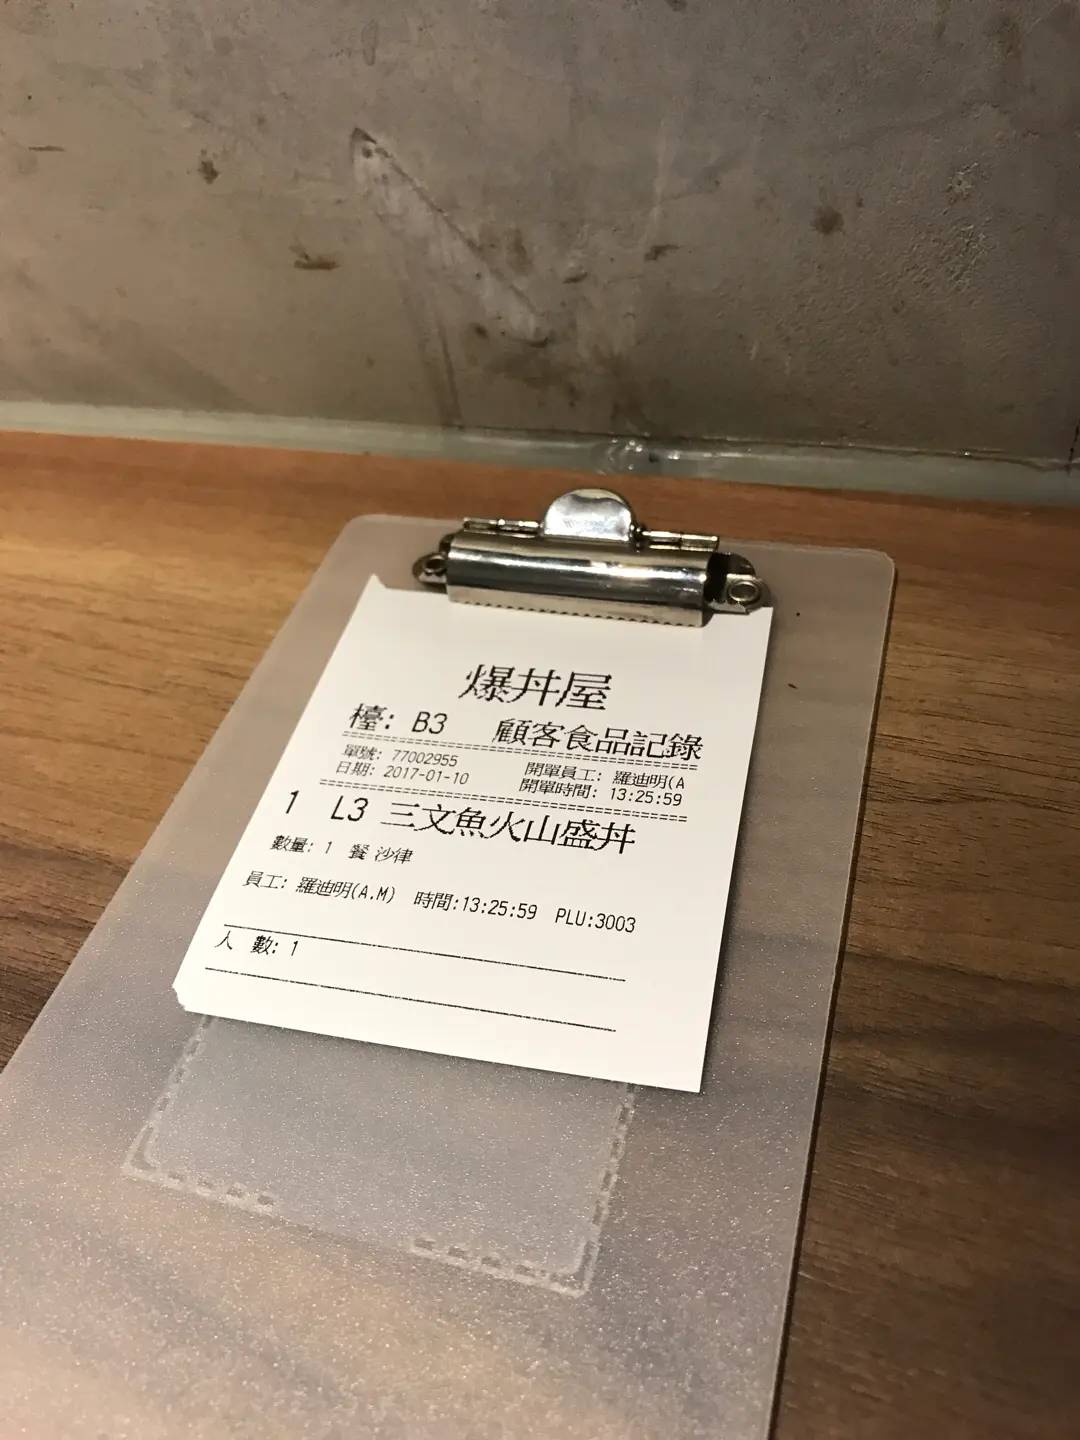 爆丼屋
檯: B3 顧客食品記錄
單號: 77002955 開單員工: 羅迪明(A
日期: 2017-01-10 開單時間: 13:25:59
1 L3 三文魚火山盛丼
數量: 1 餐 沙律
員工: 羅迪明(A.M) 時間:13:25:59 PLU:3003
人 數: 1